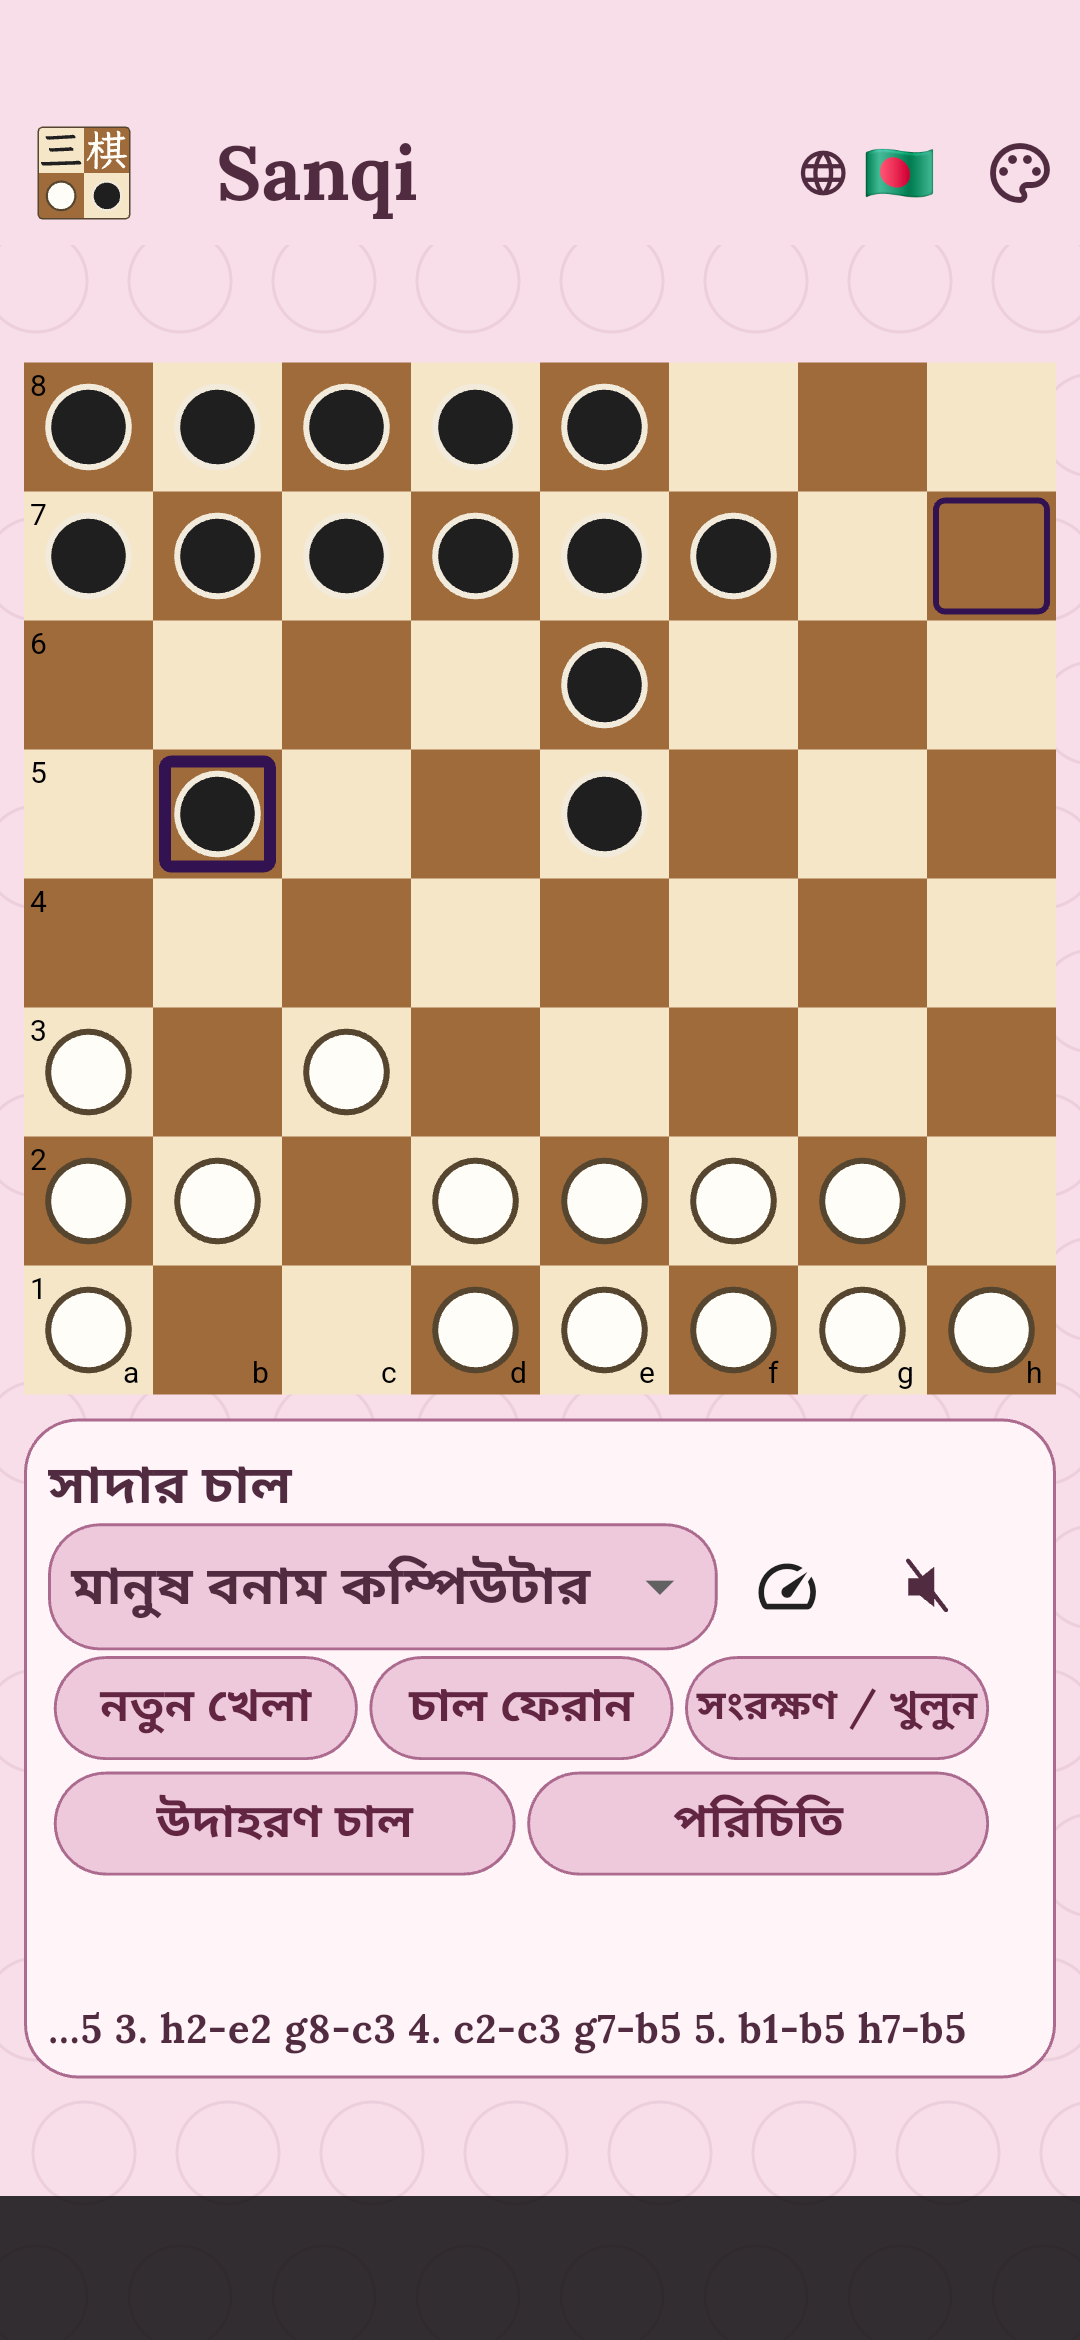 三棋
Sanqi
8
7
6
5
4
3
2
1
a b c d e f g h
সাদার চাল
মানুষ বনাম কম্পিউটার
নতুন খেলা চাল ফেরান সংরক্ষণ / খুলুন
উদাহরণ চাল পরিচিতি
...5 3. h2-e2 g8-c3 4. c2-c3 g7-b5 5. b1-b5 h7-b5